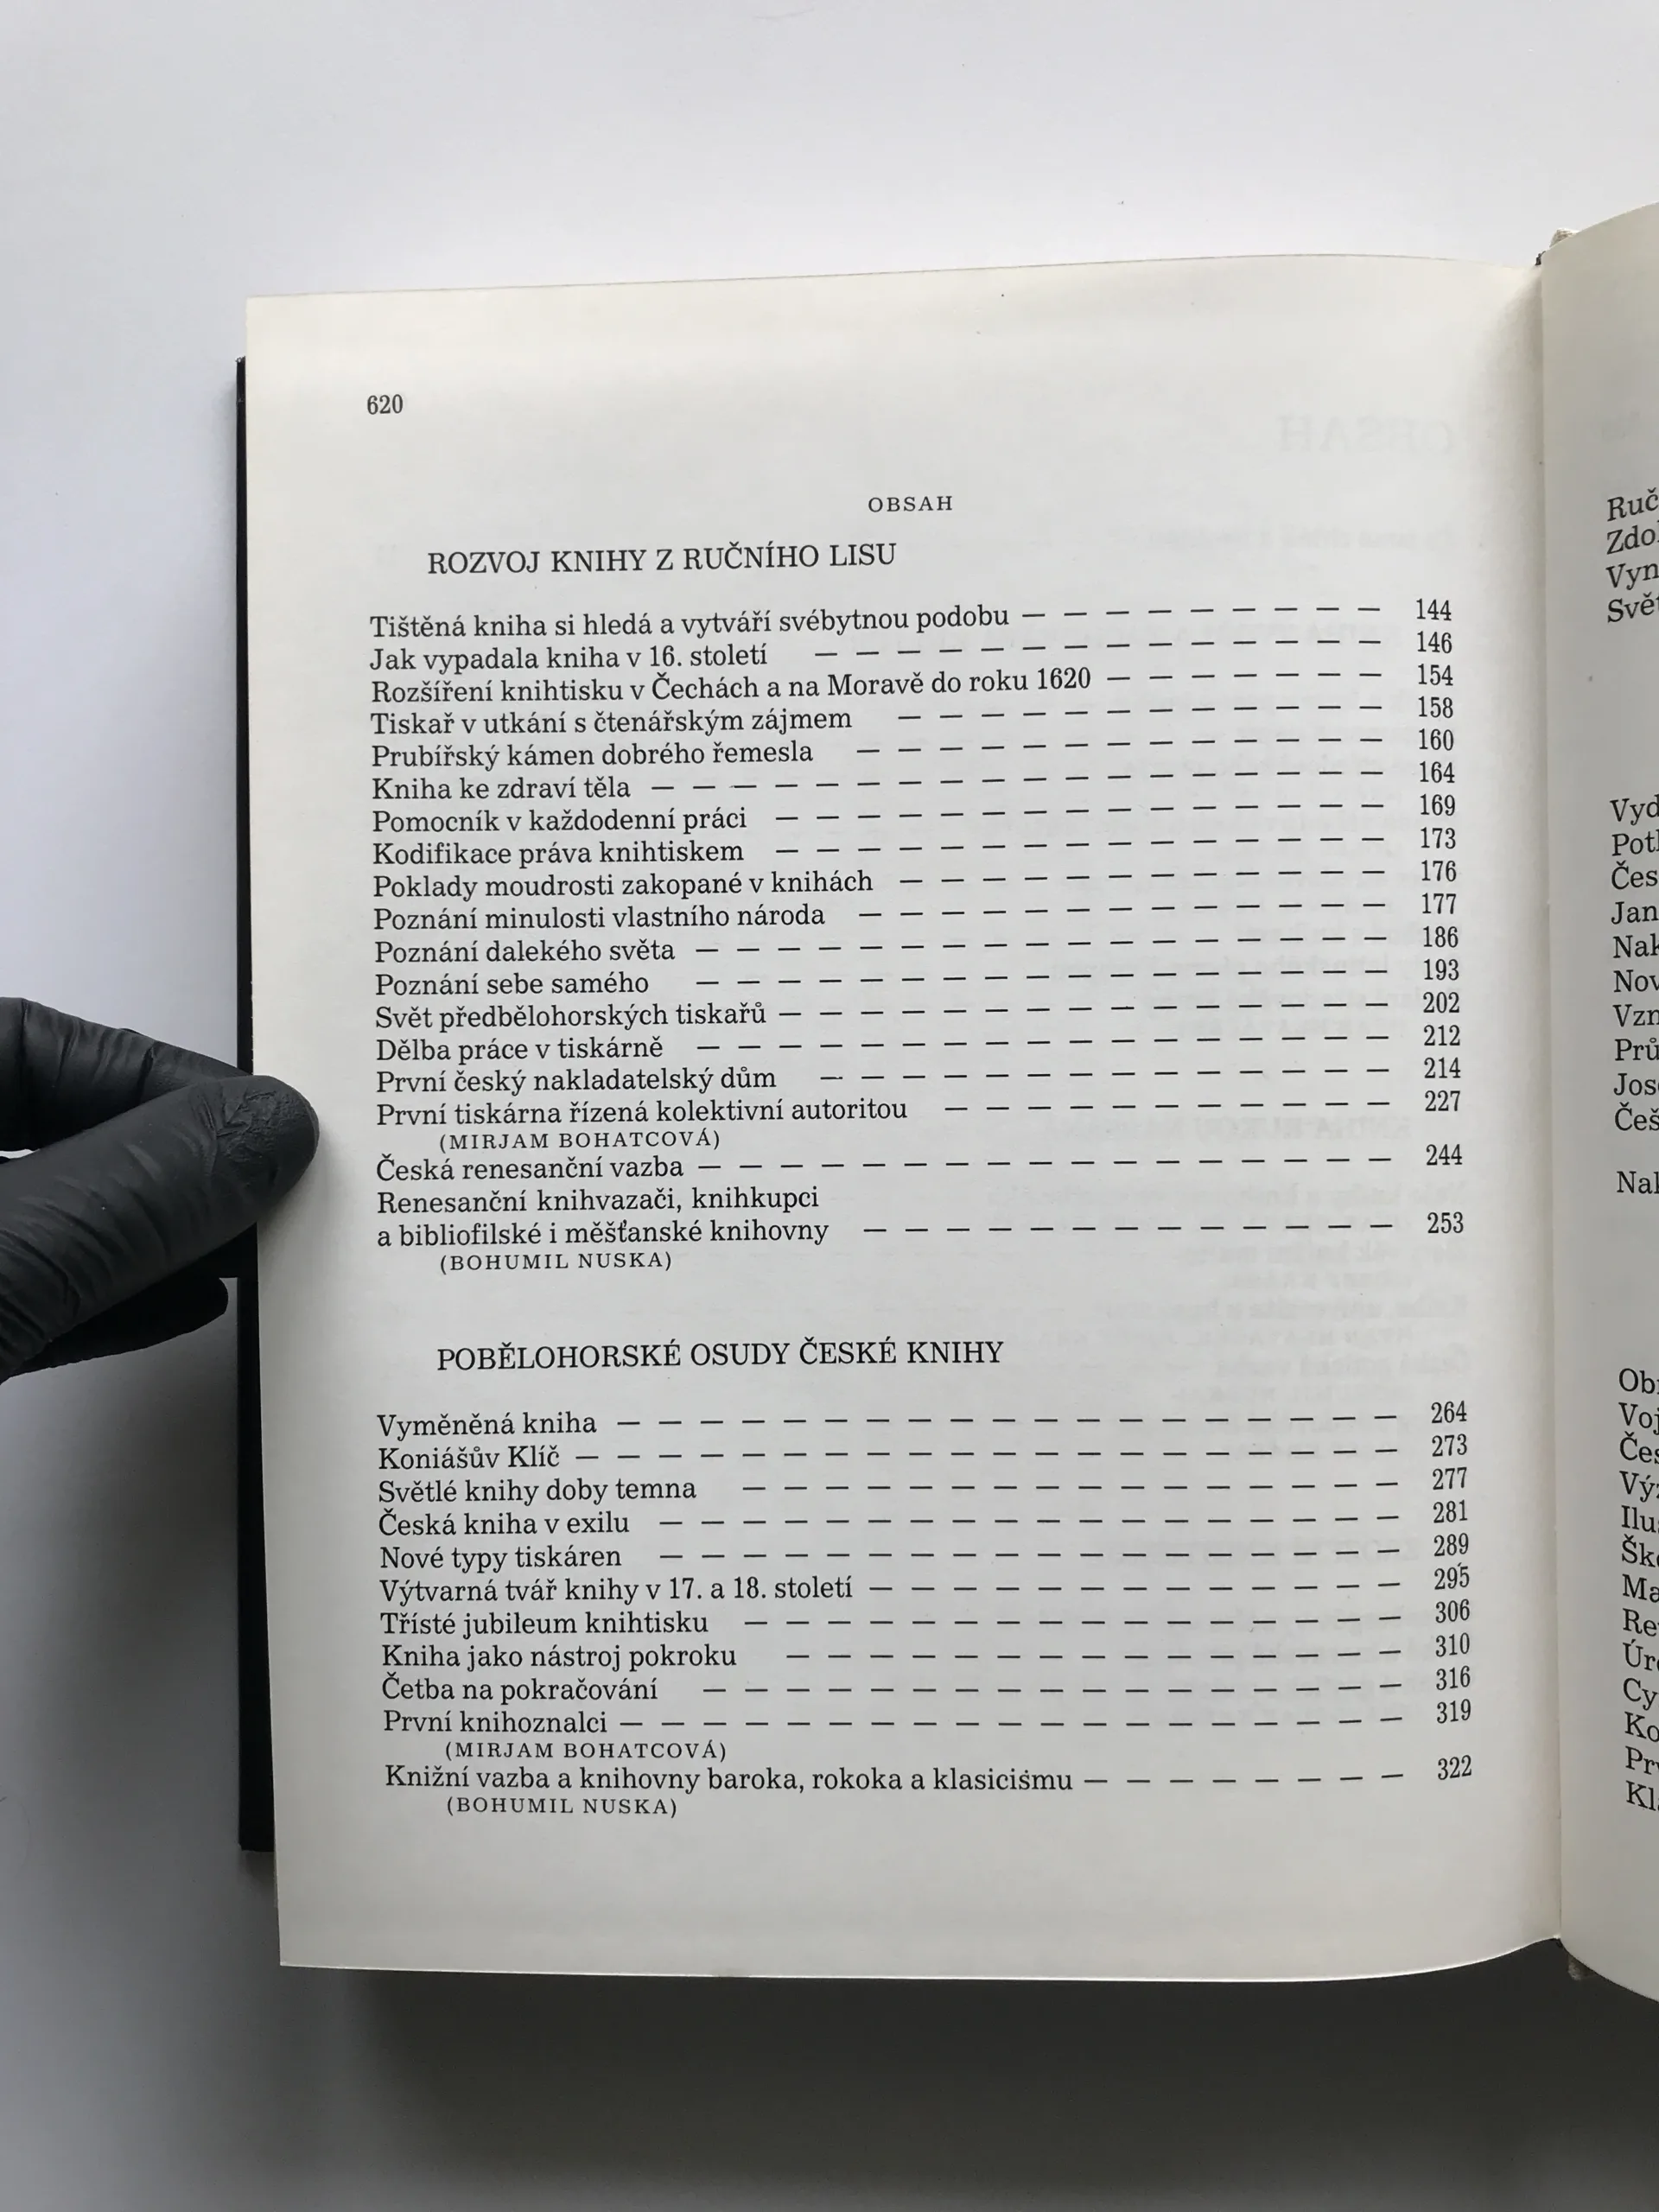 620
OBSAH
ROZVOJ KNIHY Z RUČNÍHO LISU
Tištěná kniha si hledá a vytváří svébytnou podobu — — — — — — — — — 144
Jak vypadala kniha v 16. století — — — — — — — — — — — — — — 146
Rozšíření knihtisku v Čechách a na Moravě do roku 1620 — — — — — — — 154
Tiskař v utkání s čtenářským zájmem — — — — — — — — — — — — 158
Prubířský kámen dobrého řemesla — — — — — — — — — — — — — 160
Kniha ke zdraví těla — — — — — — — — — — — — — — — — — — 164
Pomocník v každodenní práci — — — — — — — — — — — — — — — 169
Kodifikace práva knihtiskem — — — — — — — — — — — — — — — 173
Poklady moudrosti zakopané v knihách — — — — — — — — — — — — 176
Poznání minulosti vlastního národa — — — — — — — — — — — — — 177
Poznání dalekého světa — — — — — — — — — — — — — — — — — 186
Poznání sebe samého — — — — — — — — — — — — — — — — — 193
Svět předbělohorských tiskařů — — — — — — — — — — — — — — — 202
Dělba práce v tiskárně — — — — — — — — — — — — — — — — — 212
První český nakladatelský dům — — — — — — — — — — — — — — 214
První tiskárna řízená kolektivní autoritou — — — — — — — — — — — 227
(MIRJAM BOHATCOVÁ)
Česká renesanční vazba — — — — — — — — — — — — — — — — — 244
Renesanční knihvazači, knihkupci
a bibliofilské i měšťanské knihovny — — — — — — — — — — — — — 253
(BOHUMIL NUSKA)
POBĚLOHORSKÉ OSUDY ČESKÉ KNIHY
Vyměněná kniha — — — — — — — — — — — — — — — — — — — 264
Koniášův Klíč — — — — — — — — — — — — — — — — — — — — 273
Světlé knihy doby temna — — — — — — — — — — — — — — — — 277
Česká kniha v exilu — — — — — — — — — — — — — — — — — — 281
Nové typy tiskáren — — — — — — — — — — — — — — — — — — 289
Výtvarná tvář knihy v 17. a 18. století — — — — — — — — — — — — — 295
Třísté jubileum knihtisku — — — — — — — — — — — — — — — — 306
Kniha jako nástroj pokroku — — — — — — — — — — — — — — — 310
Četba na pokračování — — — — — — — — — — — — — — — — — 316
První knihoznalci — — — — — — — — — — — — — — — — — — — 319
(MIRJAM BOHATCOVÁ)
Knižní vazba a knihovny baroka, rokoka a klasicismu — — — — — — — — 322
(BOHUMIL NUSKA)